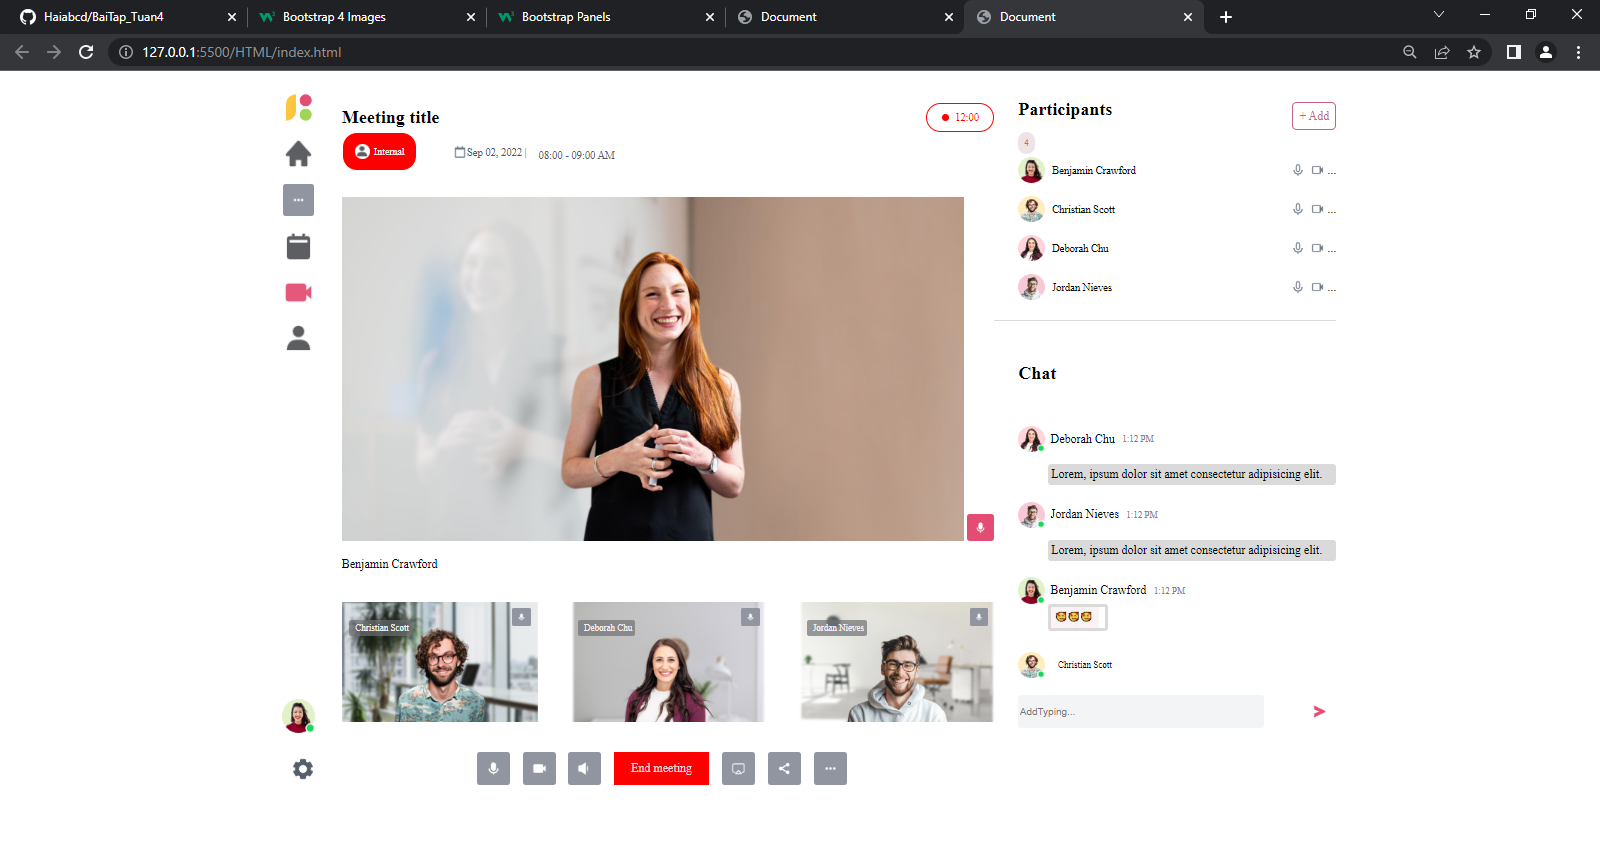 Haiabcd/BaiTap_Tuan4
Bootstrap 4 Images
Bootstrap Panels
Document
Document
127.0.0.1:5500/HTML/index.html
Meeting title
12:00
Internal
Sep 02, 2022 |
08:00 - 09:00 AM
Benjamin Crawford
Christian Scott
Deborah Chu
Jordan Nieves
End meeting
Participants
+ Add
4
Benjamin Crawford
...
Christian Scott
...
Deborah Chu
...
Jordan Nieves
...
Chat
Deborah Chu 1:12 PM
Lorem, ipsum dolor sit amet consectetur adipisicing elit.
Jordan Nieves 1:12 PM
Lorem, ipsum dolor sit amet consectetur adipisicing elit.
Benjamin Crawford 1:12 PM
🥰🥰🥰
Christian Scott
AddTyping...